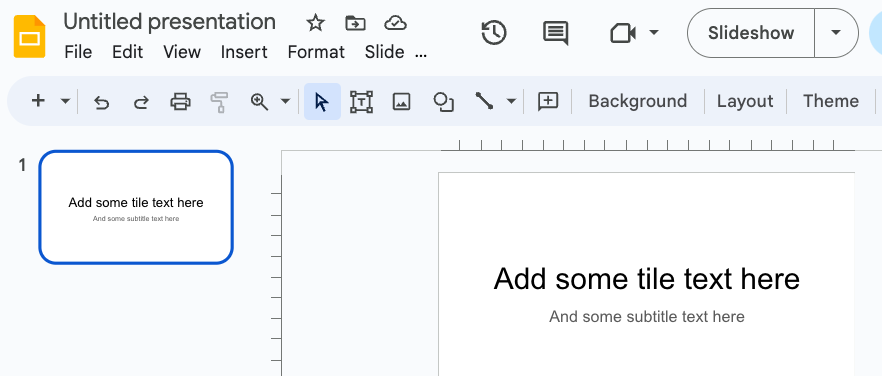 Untitled presentation
File Edit View Insert Format Slide ...
Slideshow
Background Layout Theme
1
Add some tile text here
And some subtitle text here
Add some tile text here
And some subtitle text here